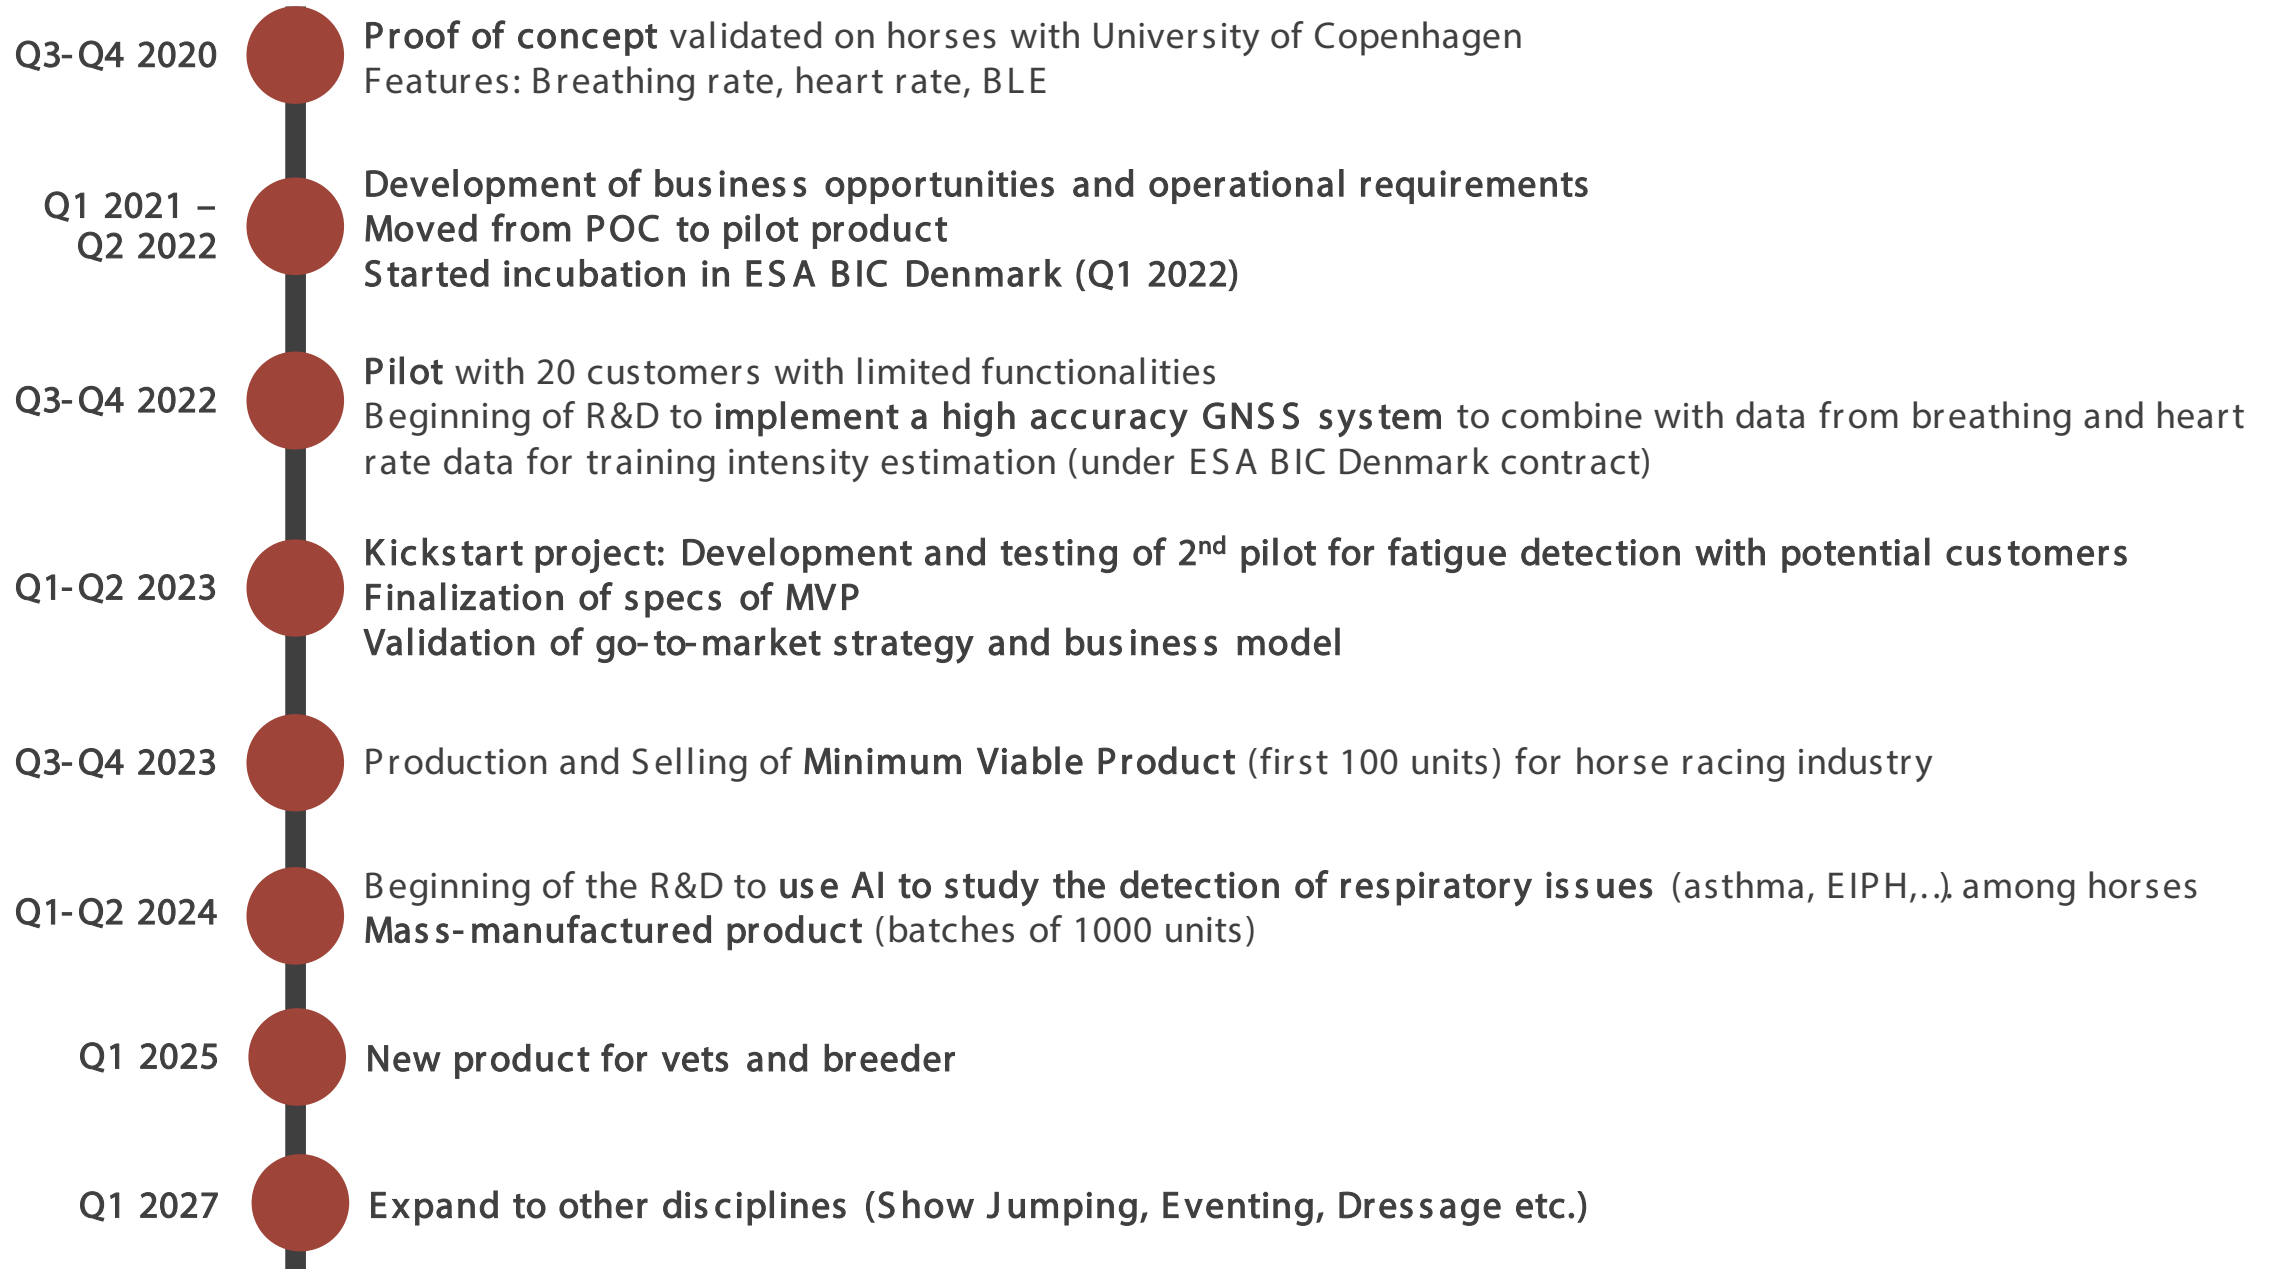 Q3-Q4 2020
Proof of concept validated on horses with University of Copenhagen
Features: Breathing rate, heart rate, BLE
Q1 2021 –
Q2 2022
Development of business opportunities and operational requirements
Moved from POC to pilot product
Started incubation in ESA BIC Denmark (Q1 2022)
Q3-Q4 2022
Pilot with 20 customers with limited functionalities
Beginning of R&D to implement a high accuracy GNSS system to combine with data from breathing and heart
rate data for training intensity estimation (under ESA BIC Denmark contract)
Q1-Q2 2023
Kickstart project: Development and testing of 2nd pilot for fatigue detection with potential customers
Finalization of specs of MVP
Validation of go-to-market strategy and business model
Q3-Q4 2023
Production and Selling of Minimum Viable Product (first 100 units) for horse racing industry
Q1-Q2 2024
Beginning of the R&D to use AI to study the detection of respiratory issues (asthma, EIPH,...) among horses
Mass-manufactured product (batches of 1000 units)
Q1 2025
New product for vets and breeder
Q1 2027
Expand to other disciplines (Show Jumping, Eventing, Dressage etc.)